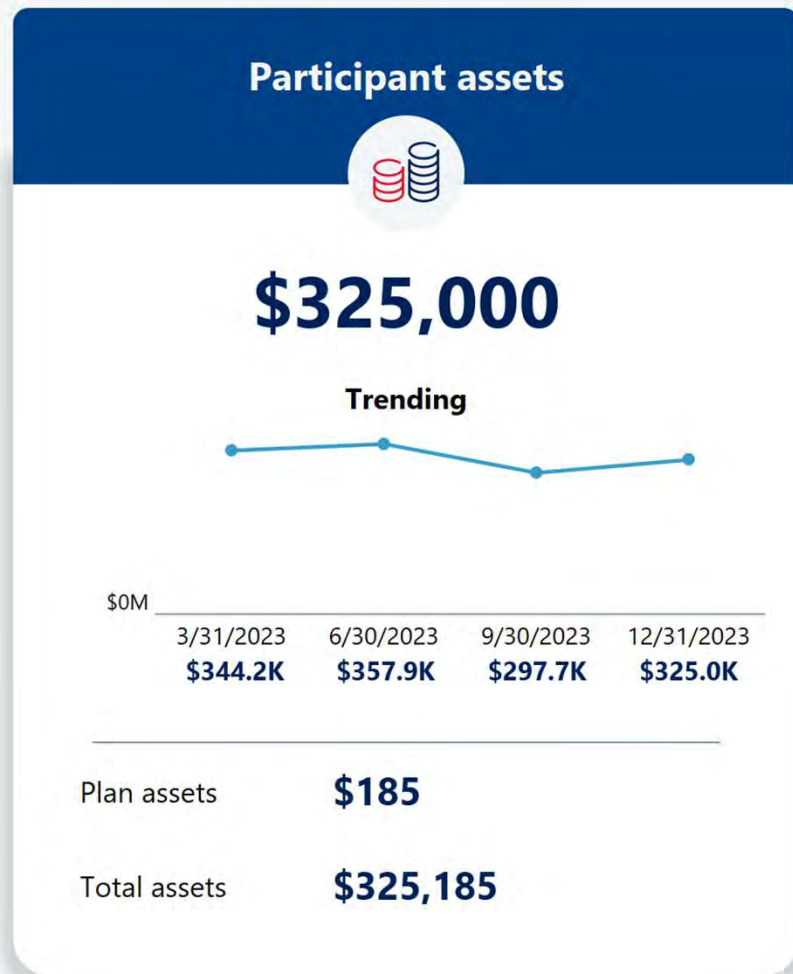 Participant assets
$325,000
Trending
$0M
3/31/2023 6/30/2023 9/30/2023 12/31/2023
$344.2K $357.9K $297.7K $325.0K
Plan assets $185
Total assets $325,185